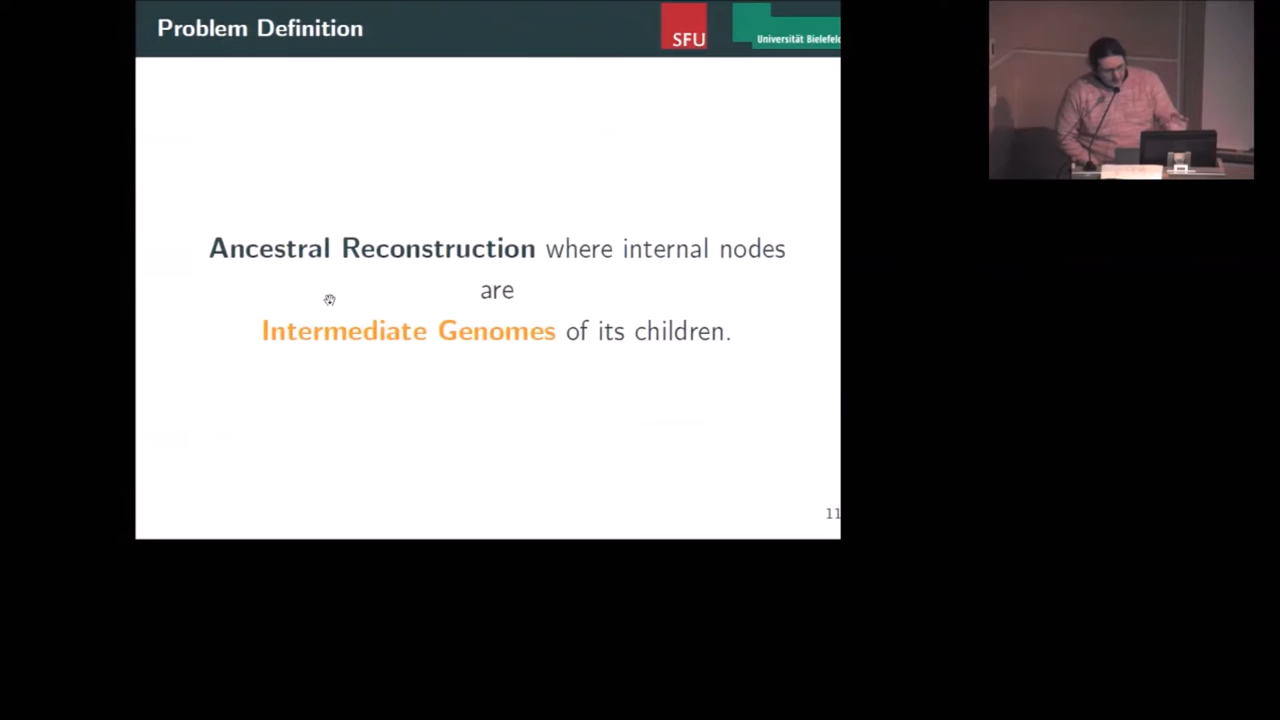 Problem Definition
SFU
Universität Bielefeld
Ancestral Reconstruction where internal nodes
are
Intermediate Genomes of its children.
11